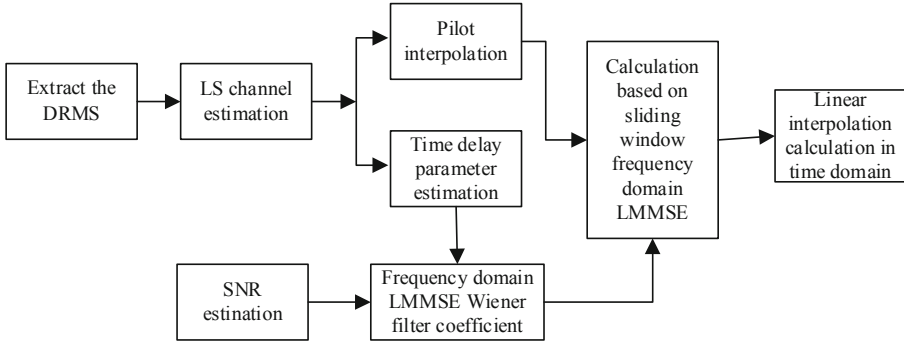 Extract the
DRMS
LS channel
estimation
Pilot
interpolation
Time delay
parameter
estimation
SNR
estination
Frequency domain
LMMSE Wiener
filter coefficient
Calculation
based on
sliding
window
frequency
domain
LMMSE
Linear
interpolation
calculation in
time domain